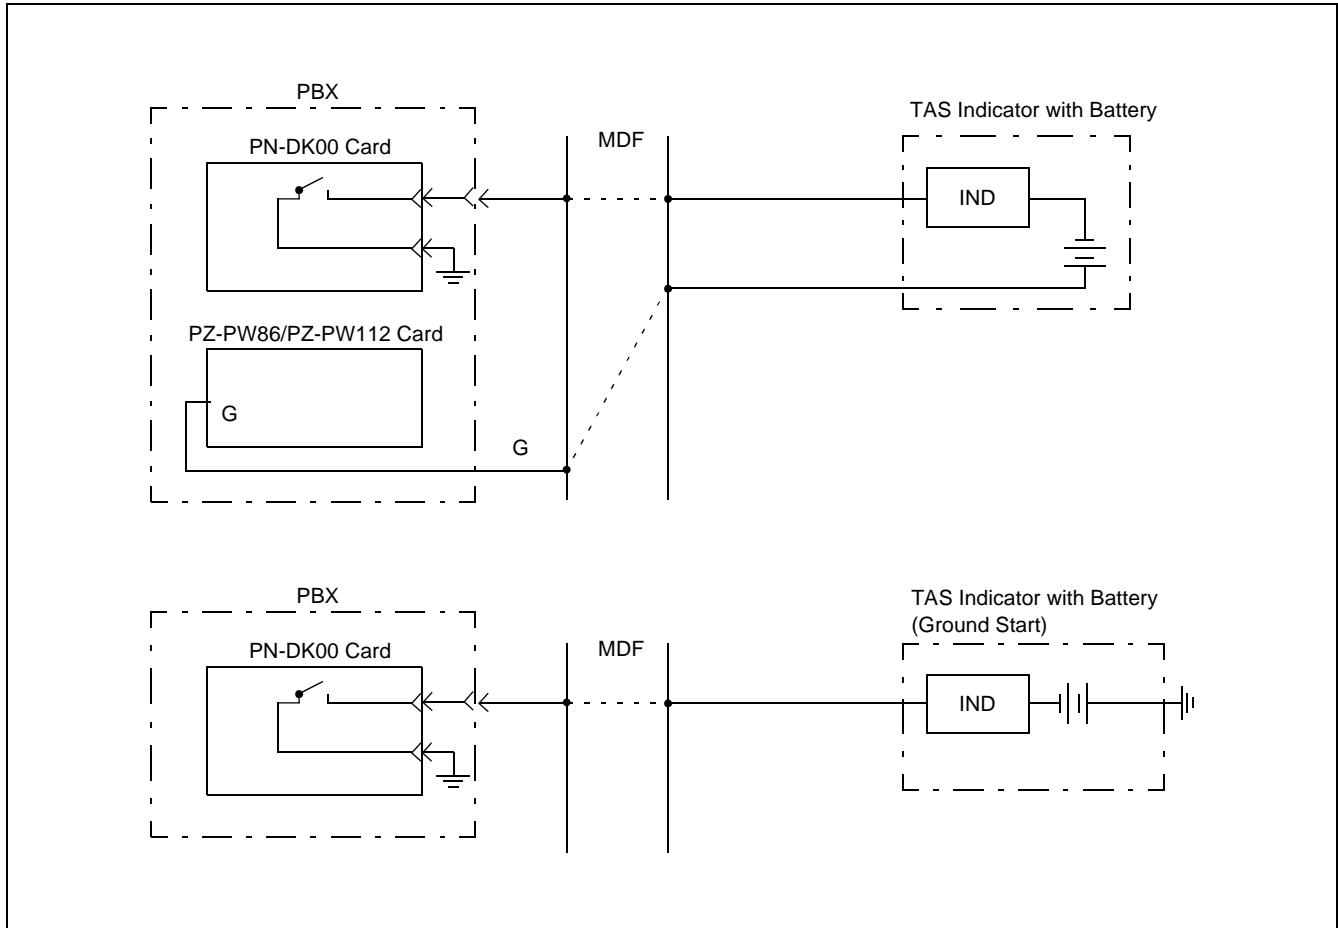 PBX
TAS Indicator with Battery
PN-DK00 Card
MDF
IND
PZ-PW86/PZ-PW112 Card
G
G
PBX
TAS Indicator with Battery
(Ground Start)
PN-DK00 Card
MDF
IND